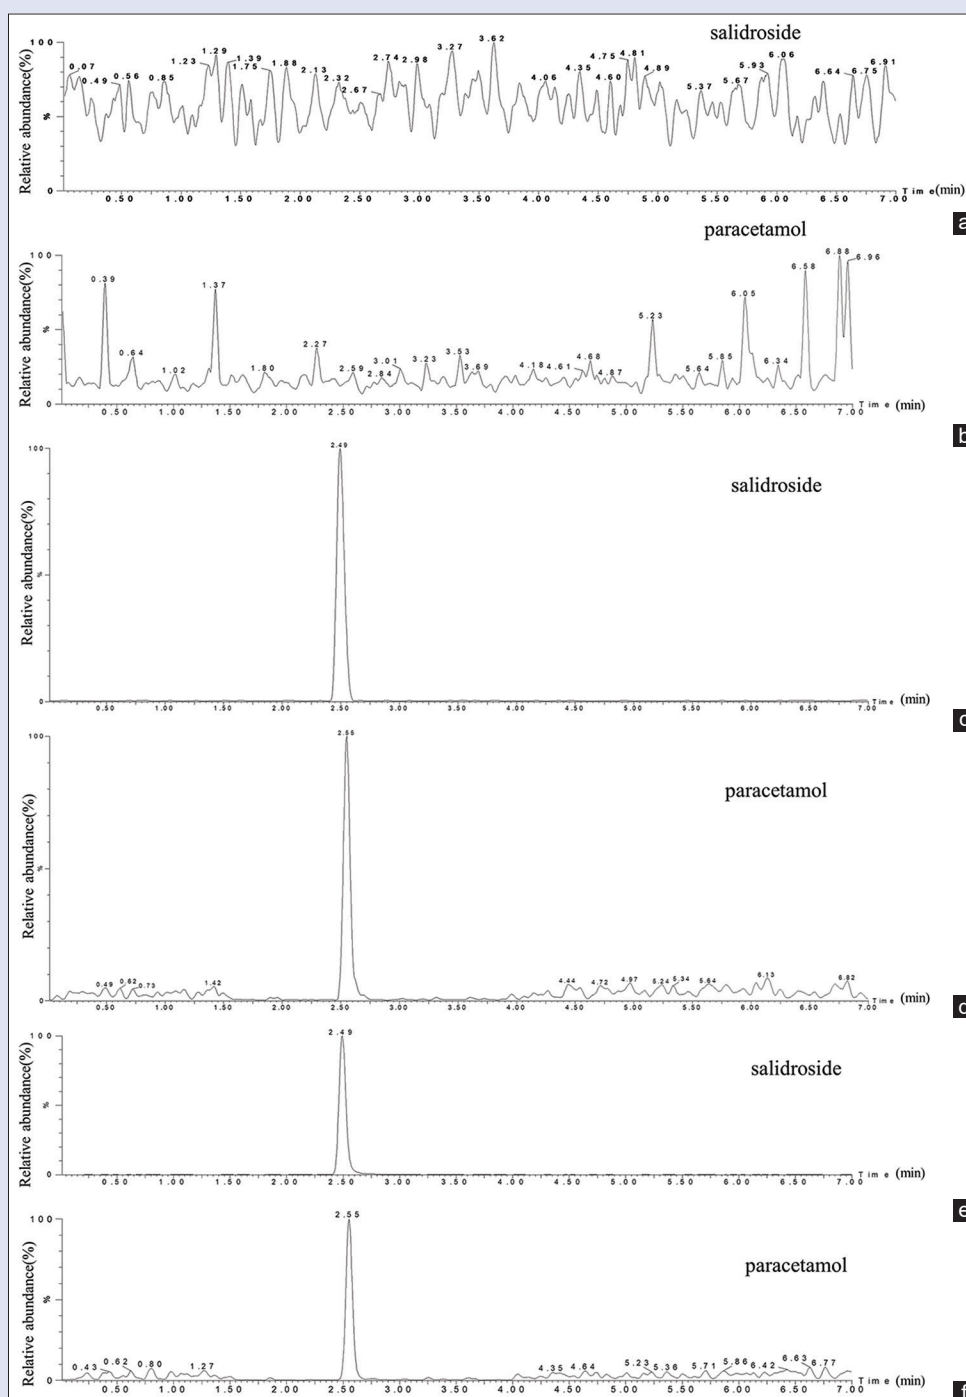 salidroside
Relative abundance(%)
100
%
0
0.07 0.49 0.56 0.85 1.23 1.29 1.39 1.75 1.88 2.13 2.32 2.67 2.74 2.98 3.27 3.62 4.06 4.35 4.60 4.75 4.81 4.89 5.37 5.67 5.93 6.06 6.64 6.75 6.91
0.50 1.00 1.50 2.00 2.50 3.00 3.50 4.00 4.50 5.00 5.50 6.00 6.50 7.00 Time(min)
a
paracetamol
Relative abundance(%)
100
%
0
0.39 0.64 1.02 1.37 1.80 2.27 2.59 2.84 3.01 3.23 3.53 3.69 4.18 4.61 4.68 4.87 5.23 5.64 5.85 6.05 6.34 6.58 6.88 6.96
0.50 1.00 1.50 2.00 2.50 3.00 3.50 4.00 4.50 5.00 5.50 6.00 6.50 7.00 Time (min)
b
2.49
salidroside
Relative abundance(%)
100
%
0
0.50 1.00 1.50 2.00 2.50 3.00 3.50 4.00 4.50 5.00 5.50 6.00 6.50 7.00 Time (min)
2.55
paracetamol
Relative abundance(%)
100
%
0
0.49 0.62 0.73 1.42 4.44 4.72 4.97 5.24 5.34 5.64 6.13 6.82
0.50 1.00 1.50 2.00 2.50 3.00 3.50 4.00 4.50 5.00 5.50 6.00 6.50 7.00 Time (min)
2.49
salidroside
Relative abundance(%)
100
%
0
0.50 1.00 1.50 2.00 2.50 3.00 3.50 4.00 4.50 5.00 5.50 6.00 6.50 7.00 Time (min)
e
2.55
paracetamol
Relative abundance(%)
100
%
0
0.43 0.62 0.80 1.27 4.35 4.64 5.23 5.36 5.71 5.86 6.42 6.63 6.77
0.50 1.00 1.50 2.00 2.50 3.00 3.50 4.00 4.50 5.00 5.50 6.00 6.50 7.00 Time (min)